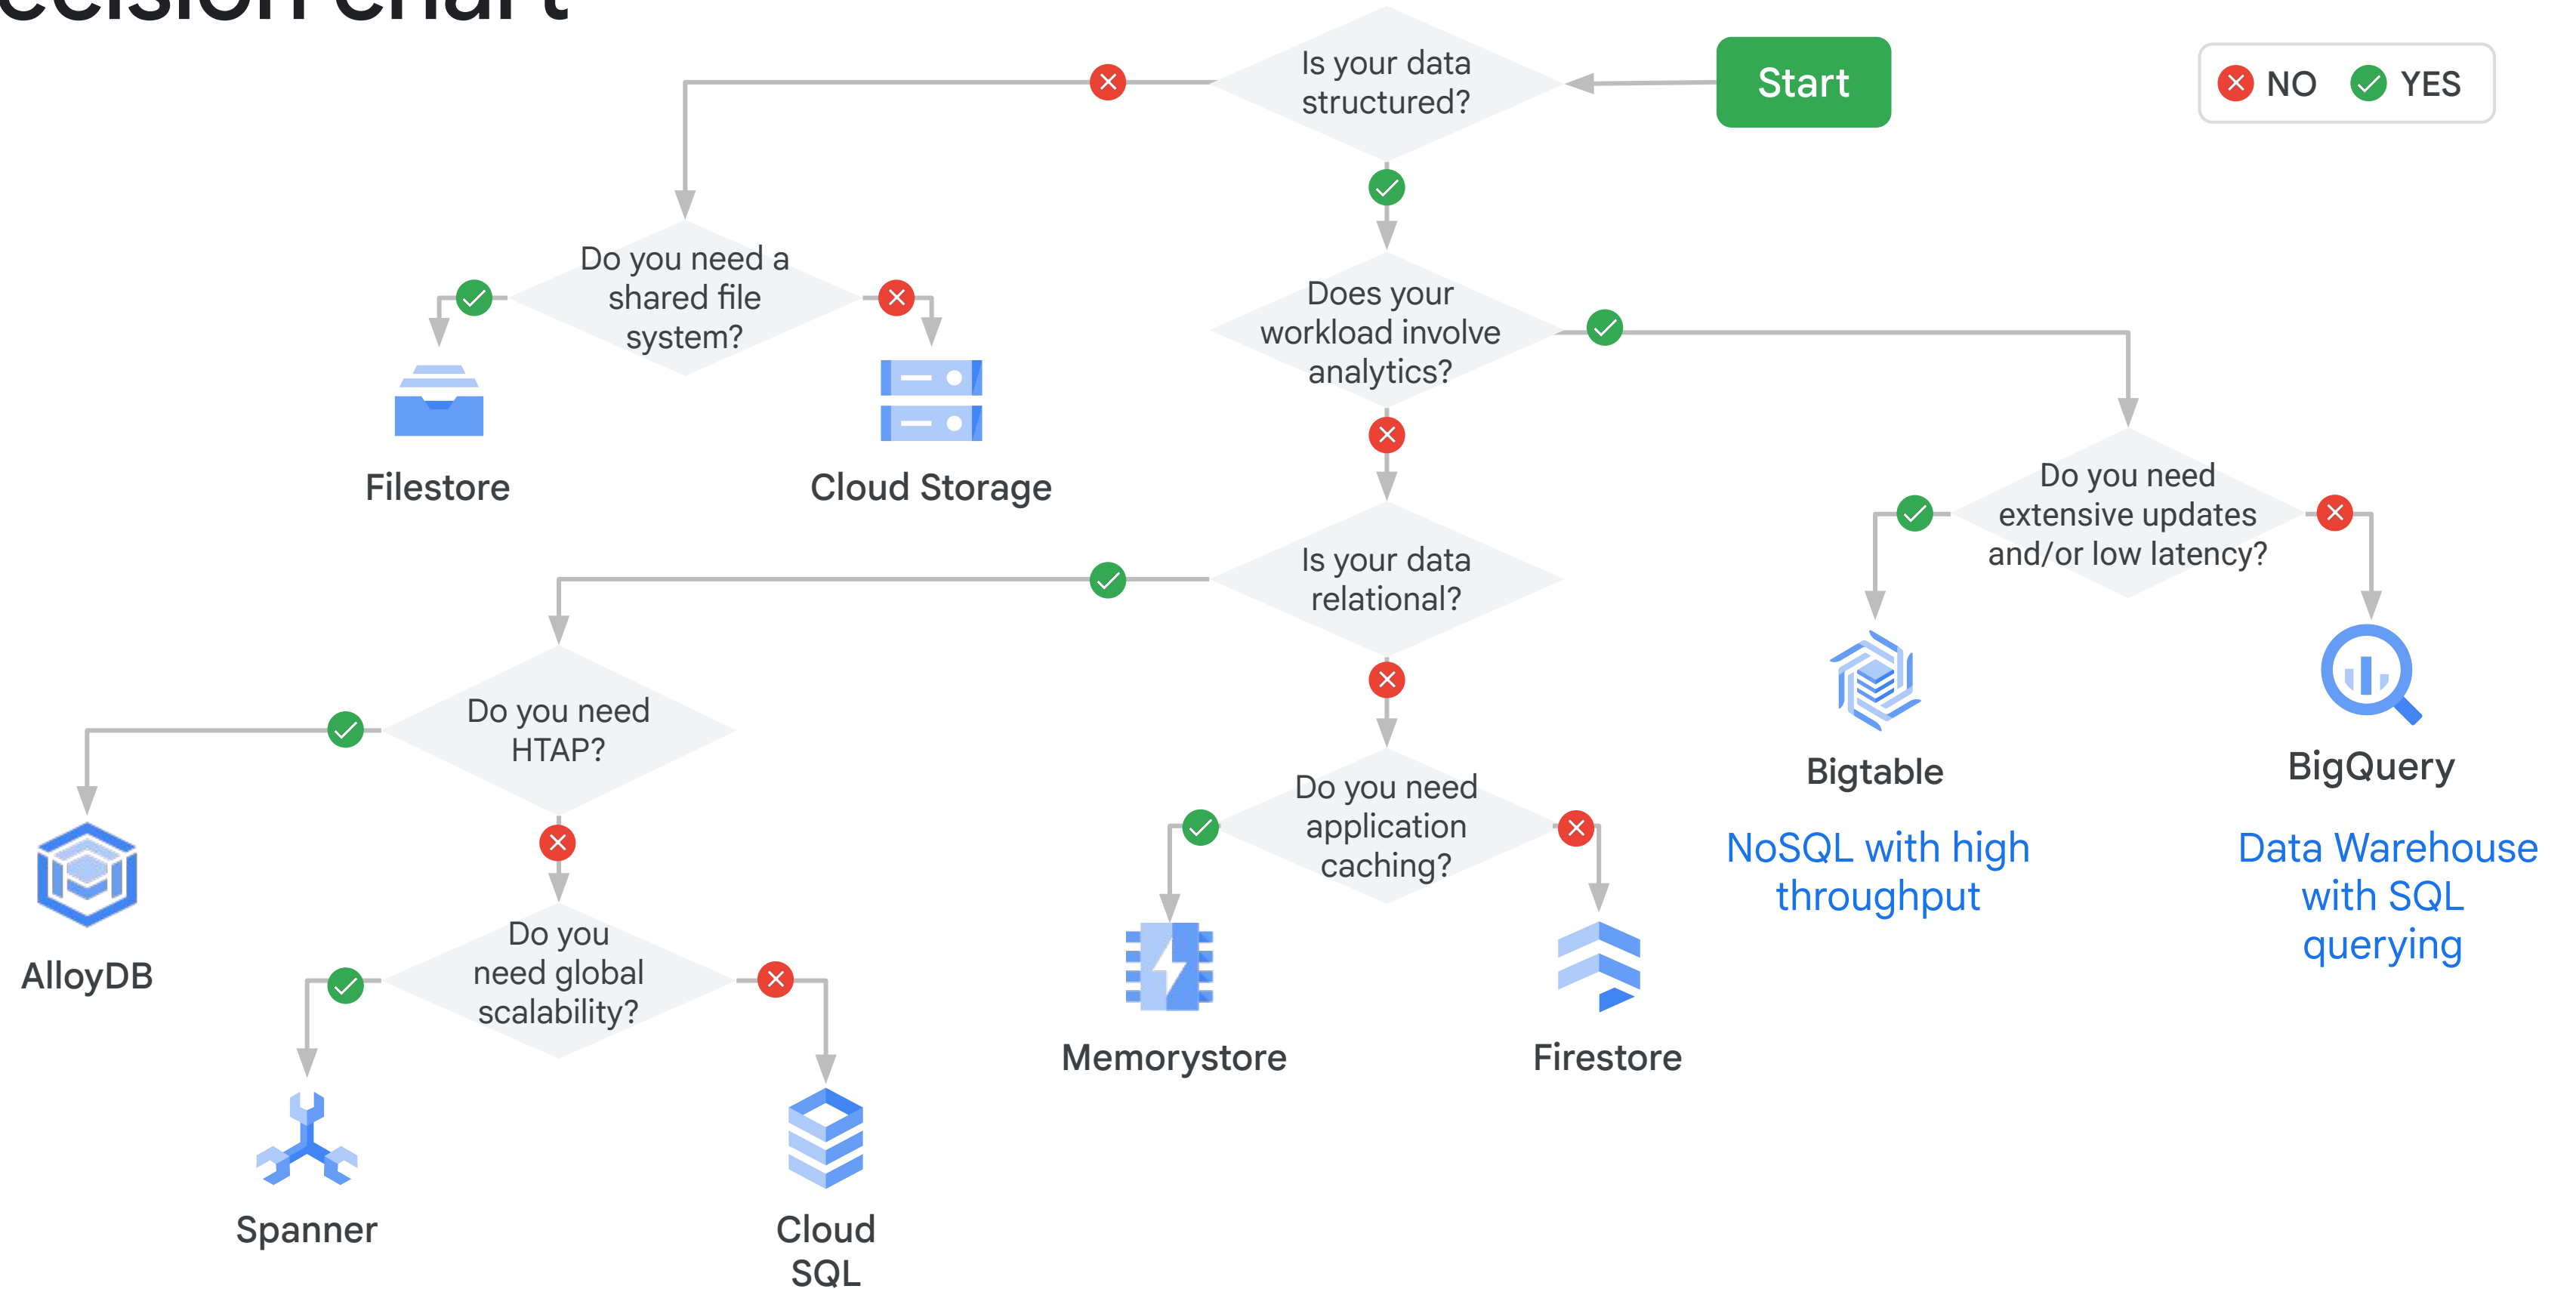 ecision chart
Is your data
structured?
Start
NO
YES
Do you need a
shared file
system?
Does your
workload involve
analytics?
Filestore
Cloud Storage
Do you need
extensive updates
and/or low latency?
Is your data
relational?
Do you need
HTAP?
Bigtable
BigQuery
Do you need
application
caching?
NoSQL with high
throughput
Data Warehouse
with SQL
querying
AlloyDB
Do you
need global
scalability?
Memorystore
Firestore
Spanner
Cloud
SQL